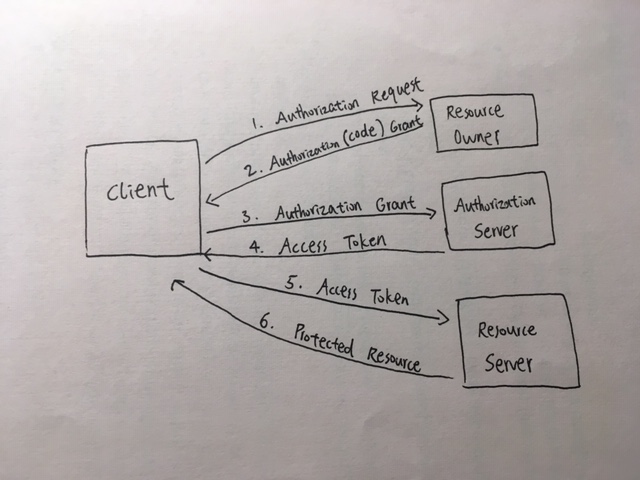 1. Authorization Request
Resource
Owner
2. Authorization (code) Grant
Client
3. Authorization Grant
Authorization
Server
4. Access Token
5. Access Token
6. Protected Resource
Resource
Server